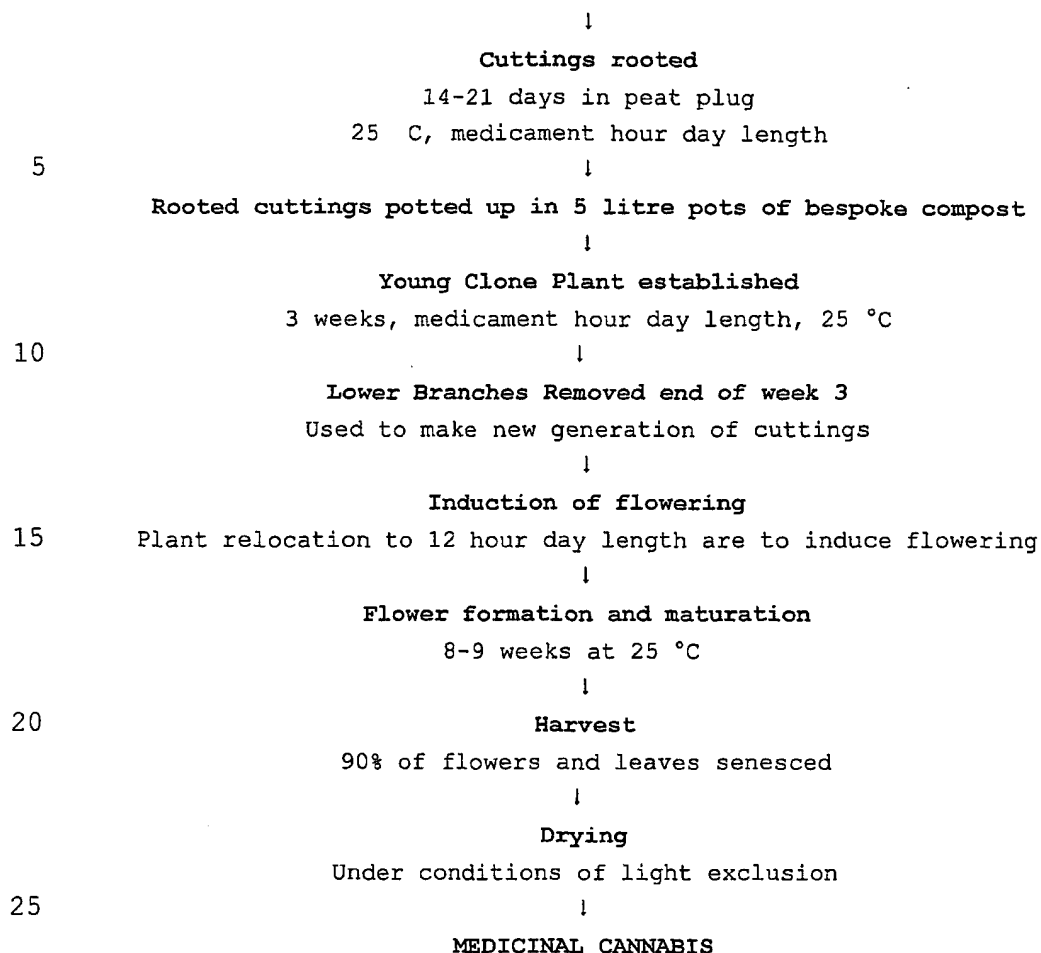 ↓
Cuttings rooted
14-21 days in peat plug
25 C, medicament hour day length
5 ↓
Rooted cuttings potted up in 5 litre pots of bespoke compost
↓
Young Clone Plant established
3 weeks, medicament hour day length, 25 °C
10 ↓
Lower Branches Removed end of week 3
Used to make new generation of cuttings
↓
Induction of flowering
15 Plant relocation to 12 hour day length are to induce flowering
↓
Flower formation and maturation
8-9 weeks at 25 °C
↓
20 Harvest
90% of flowers and leaves senesced
↓
Drying
Under conditions of light exclusion
25 ↓
MEDICINAL CANNABIS